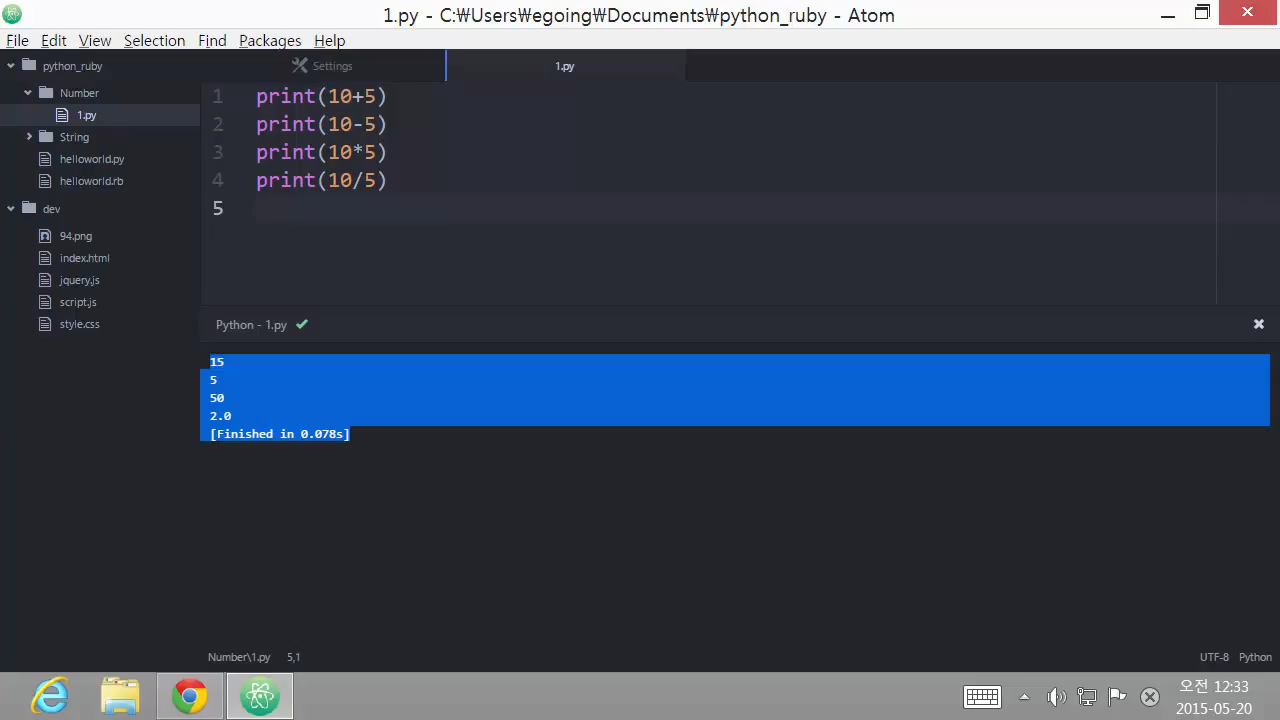 1.py - C:₩Users₩egoing₩Documents₩python_ruby - Atom
File Edit View Selection Find Packages Help
python_ruby
Number
1.py
String
helloworld.py
helloworld.rb
dev
94.png
index.html
jquery.js
script.js
style.css
Settings
1.py
1 print(10+5)
2 print(10-5)
3 print(10*5)
4 print(10/5)
5
Python - 1.py
15
5
50
2.0
[Finished in 0.078s]
Number\1.py 5,1
UTF-8 Python
오전 12:33
2015-05-20